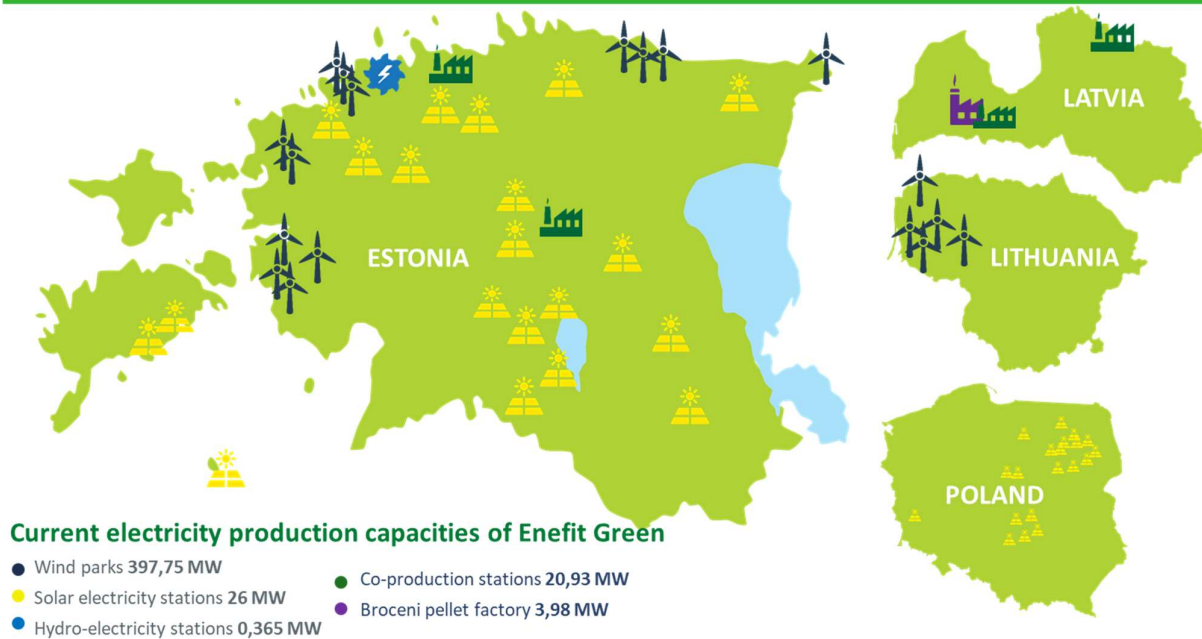 LATVIA
ESTONIA
LITHUANIA
POLAND
Current electricity production capacities of Enefit Green
Wind parks 397,75 MW
Solar electricity stations 26 MW
Hydro-electricity stations 0,365 MW
Co-production stations 20,93 MW
Broceni pellet factory 3,98 MW